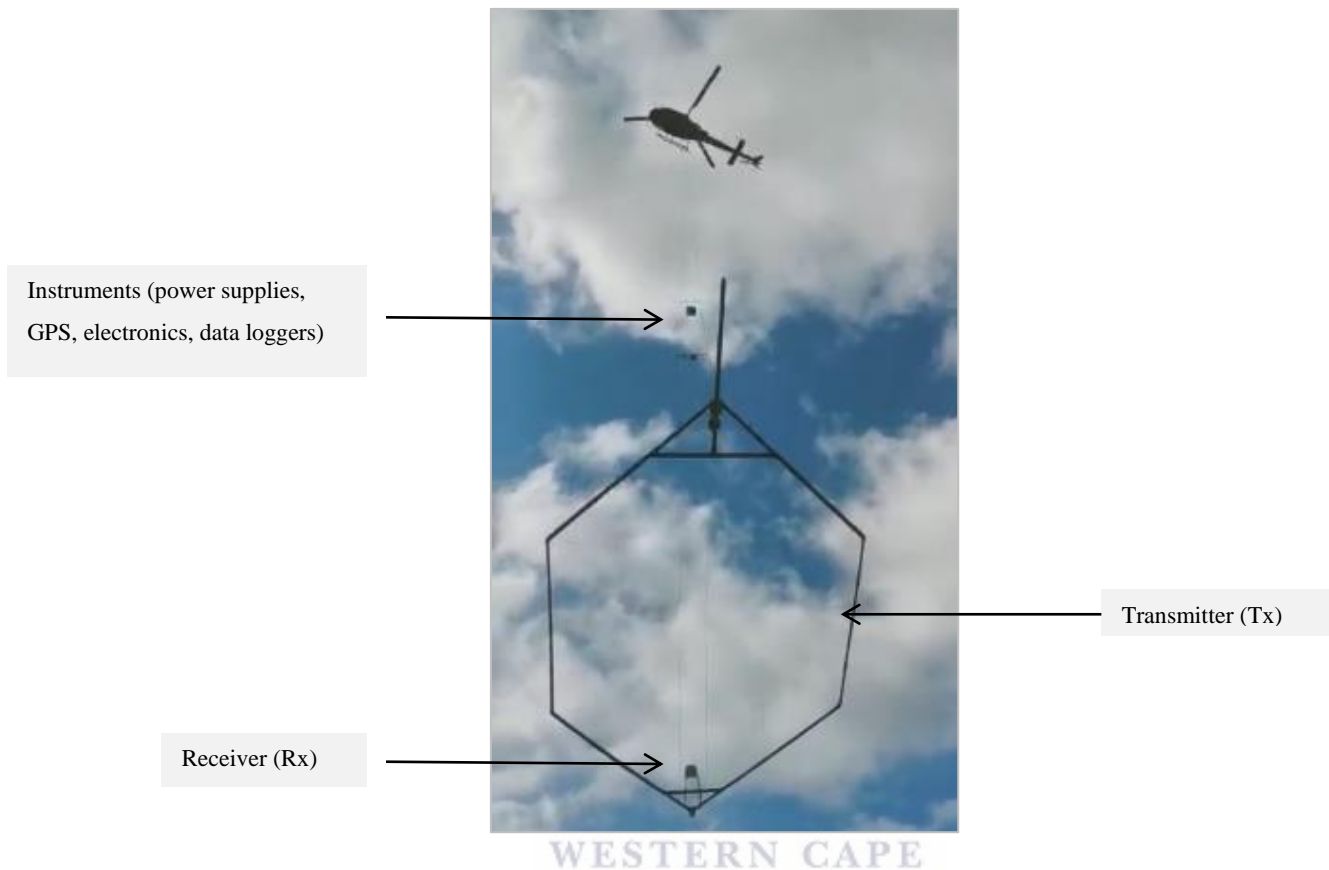 Instruments (power supplies,
GPS, electronics, data loggers)
Transmitter (Tx)
Receiver (Rx)
WESTERN CAPE